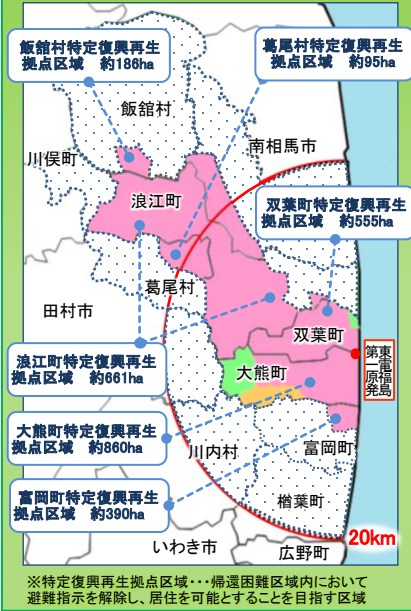 飯舘村特定復興再生
拠点区域　約186ha
葛尾村特定復興再生
拠点区域　約95ha
飯舘村
川俣町
南相馬市
浪江町
双葉町特定復興再生
拠点区域　約555ha
葛尾村
田村市
双葉町
東電福島
第一原発
浪江町特定復興再生
拠点区域　約661ha
大熊町
大熊町特定復興再生
拠点区域　約860ha
川内村
富岡町
富岡町特定復興再生
拠点区域　約390ha
楢葉町
20km
いわき市
広野町
※特定復興再生拠点区域・・・帰還困難区域内において
避難指示を解除し、居住を可能とすることを目指す区域